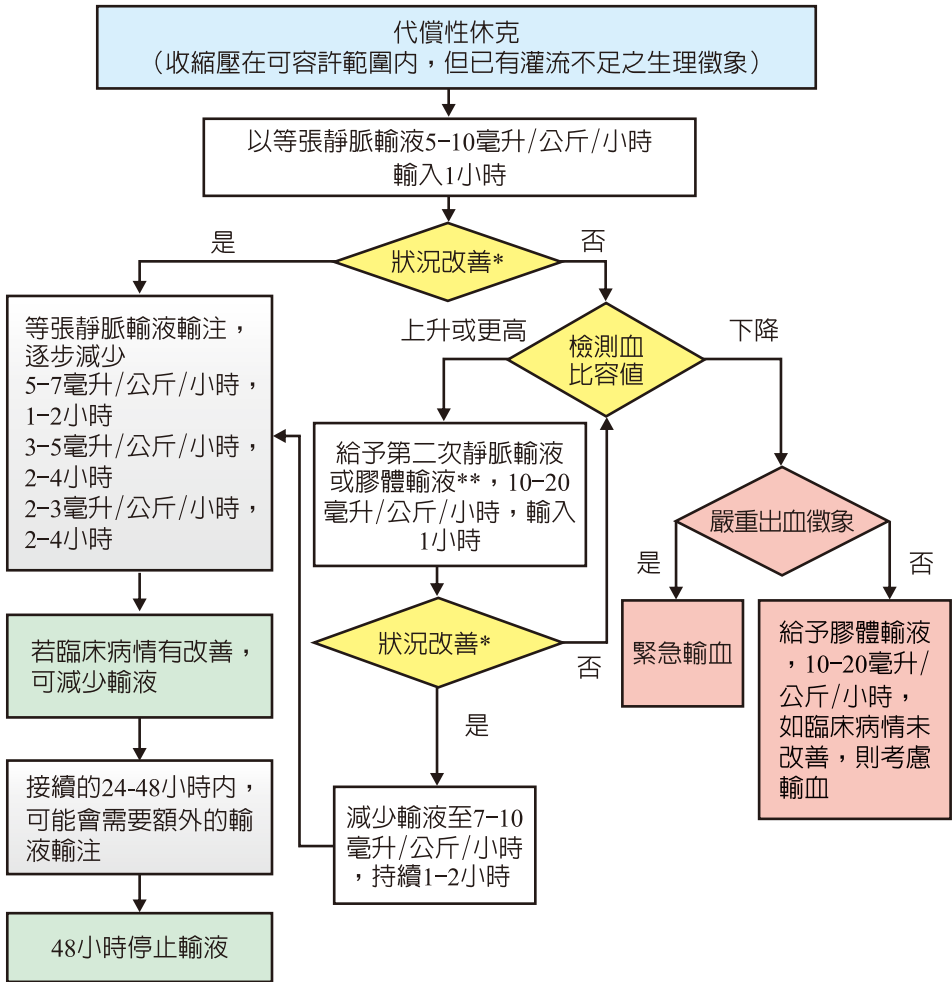 代償性休克
（收縮壓在可容許範圍內，但已有灌流不足之生理徵象）
以等張靜脈輸液5-10毫升/公斤/小時
輸入1小時
狀況改善*
是
否
等張靜脈輸液輸注，
逐步減少
5-7毫升/公斤/小時，
1-2小時
3-5毫升/公斤/小時，
2-4小時
2-3毫升/公斤/小時，
2-4小時
若臨床病情有改善，
可減少輸液
接續的24-48小時內，
可能會需要額外的輸
液輸注
48小時停止輸液
檢測血
比容值
上升或更高
下降
給予第二次靜脈輸液
或膠體輸液**，10-20
毫升/公斤/小時，輸入
1小時
狀況改善*
否
是
減少輸液至7-10
毫升/公斤/小時
，持續1-2小時
嚴重出血徵象
是
否
緊急輸血
給予膠體輸液
，10-20毫升/
公斤/小時，
如臨床病情未
改善，則考慮
輸血